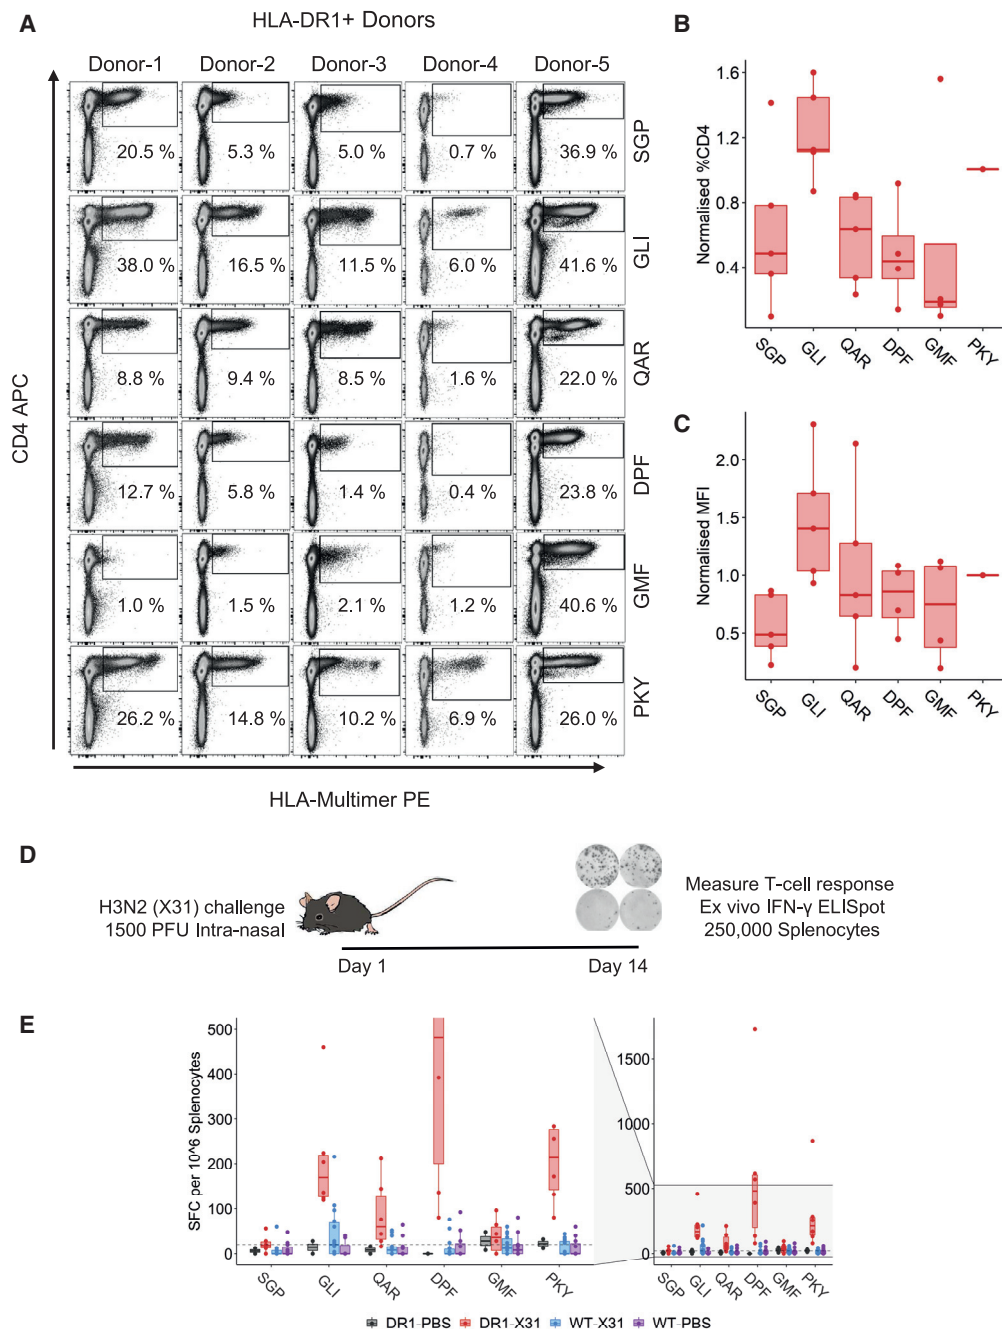 A
HLA-DR1+ Donors
Donor-1 Donor-2 Donor-3 Donor-4 Donor-5
20.5 % 5.3 % 5.0 % 0.7 % 36.9 % SGP
38.0 % 16.5 % 11.5 % 6.0 % 41.6 % GLI
8.8 % 9.4 % 8.5 % 1.6 % 22.0 % QAR
12.7 % 5.8 % 1.4 % 0.4 % 23.8 % DPF
1.0 % 1.5 % 2.1 % 1.2 % 40.6 % GMF
26.2 % 14.8 % 10.2 % 6.9 % 26.0 % PKY
CD4 APC
HLA-Multimer PE
B
Normalised %CD4
1.6
1.2
0.8
0.4
SGP GLI QAR DPF GMF PKY
C
Normalised MFI
2.0
1.5
1.0
0.5
SGP GLI QAR DPF GMF PKY
D
H3N2 (X31) challenge
1500 PFU Intra-nasal
Day 1
Day 14
Measure T-cell response
Ex vivo IFN-γ ELISpot
250,000 Splenocytes
E
SFC per 10^6 Splenocytes
500
400
300
200
100
0
SGP GLI QAR DPF GMF PKY
1500
1000
500
0
SGP GLI QAR DPF GMF PKY
DR1-PBS DR1-X31 WT-X31 WT-PBS